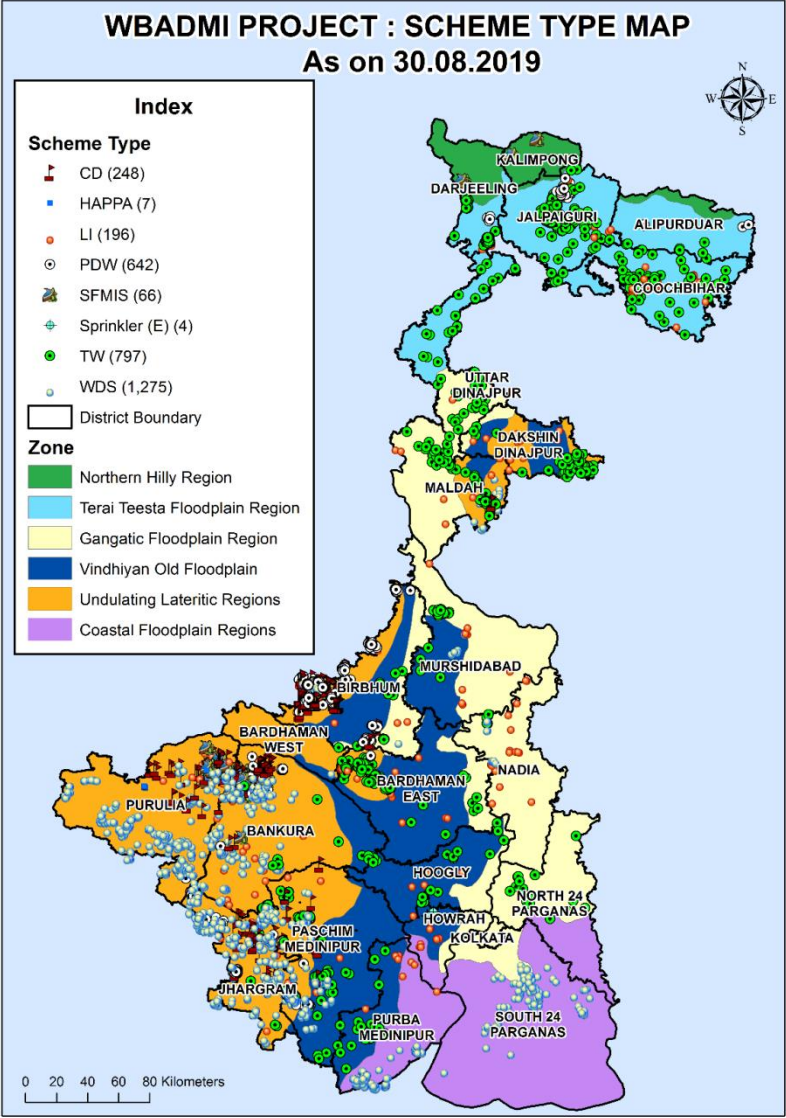 WBADMI PROJECT : SCHEME TYPE MAP
As on 30.08.2019
Index
Scheme Type
CD (248)
HAPPA (7)
LI (196)
PDW (642)
SFMIS (66)
Sprinkler (E) (4)
TW (797)
WDS (1,275)
District Boundary
Zone
Northern Hilly Region
Terai Teesta Floodplain Region
Gangatic Floodplain Region
Vindhiyan Old Floodplain
Undulating Lateritic Regions
Coastal Floodplain Regions
N
W
E
S
KALIMPONG
DARJEELING
JALPAIGURI
ALIPURDUAR
COOCHBIHAR
UTTAR
DINAJPUR
DAKSHIN
DINAJPUR
MALDAH
MURSHIDABAD
BIRBHUM
BARDHAMAN
WEST
BARDHAMAN
EAST
NADIA
PURULIA
BANKURA
HOOGLY
NORTH 24
PARGANAS
HOWRAH
KOLKATA
PASCHIM
MEDINIPUR
JHARGRAM
PURBA
MEDINIPUR
SOUTH 24
PARGANAS
0 20 40 60 80 Kilometers